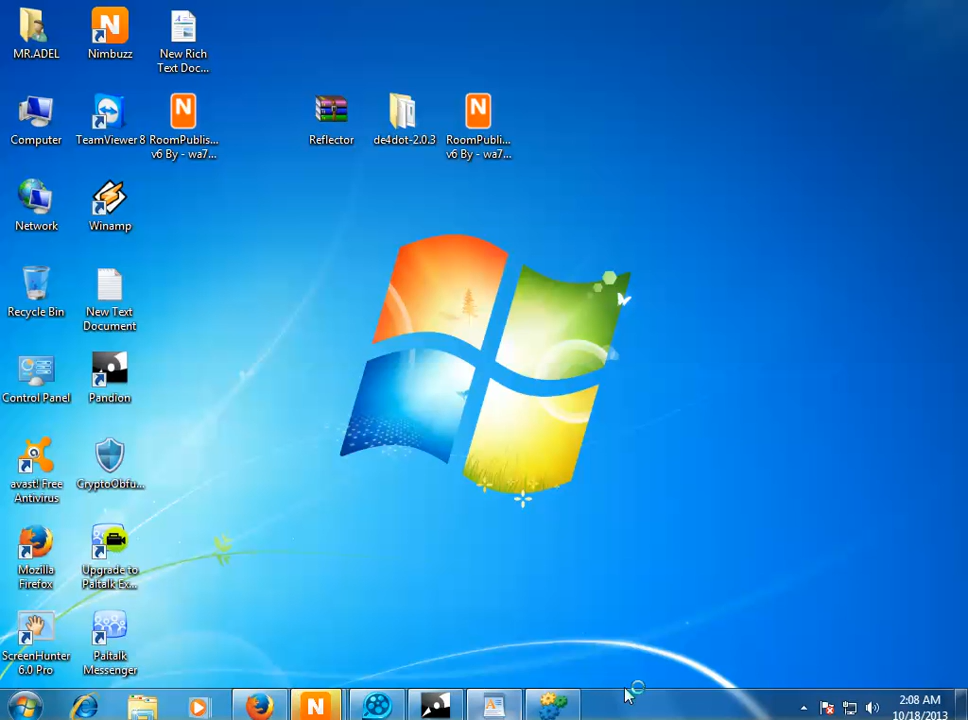 MR.ADEL
Nimbuzz
New Rich
Text Doc...
Computer
TeamViewer 8
RoomPublis...
v6 By - wa7...
Reflector
de4dot-2.0.3
RoomPubli...
v6 By - wa7...
Network
Winamp
Recycle Bin
New Text
Document
Control Panel
Pandion
avast! Free
Antivirus
CryptoObfu...
Mozilla
Firefox
Upgrade to
Paltalk Ex...
ScreenHunter
6.0 Pro
Paltalk
Messenger
2:08 AM
10/18/2013